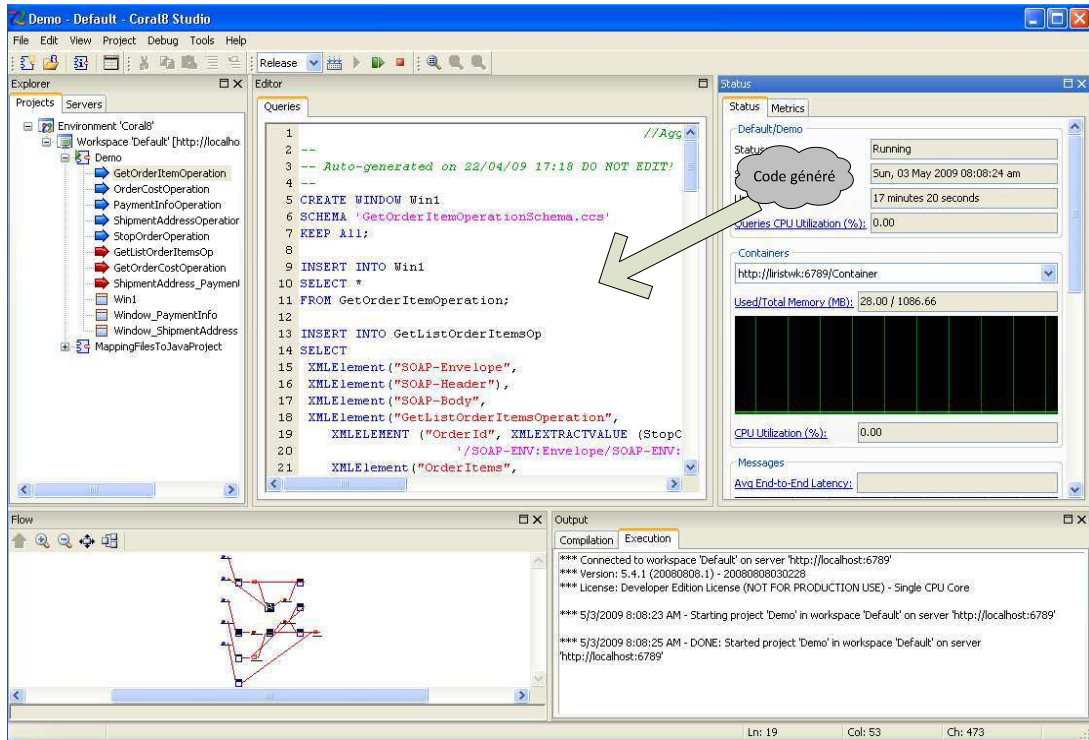 Demo - Default - Coral8 Studio
File Edit View Project Debug Tools Help
Release
Explorer
Projects Servers
Environment 'Coral8'
Workspace 'Default' [http://localho
Demo
GetOrderItemOperation
OrderCostOperation
PaymentInfoOperation
ShipmentAddressOperatior
StopOrderOperation
GetListOrderItemsOp
GetOrderCostOperation
ShipmentAddress_Payment
Win1
Window_PaymentInfo
Window_ShipmentAddress
MappingFilesToJavaProject
Editor
Queries
1 //Agg
2 --
3 -- Auto-generated on 22/04/09 17:18 DO NOT EDIT!
4 --
5 CREATE WINDOW Win1
6 SCHEMA 'GetOrderItemOperationSchema.ccs'
7 KEEP All;
8
9 INSERT INTO Win1
10 SELECT *
11 FROM GetOrderItemOperation;
12
13 INSERT INTO GetListOrderItemsOp
14 SELECT
15 XMLElement("SOAP-Envelope",
16 XMLElement("SOAP-Header"),
17 XMLElement("SOAP-Body",
18 XMLElement("GetListOrderItemsOperation",
19 XMLELEMENT ("OrderId", XMLEXTRACTVALUE (StopO
20 '/SOAP-ENV:Envelope/SOAP-ENV:
21 XMLElement("OrderItems",
Code généré
Status
Status Metrics
Default/Demo
Status
Running
Sun, 03 May 2009 08:08:24 am
17 minutes 20 seconds
Queries CPU Utilization (%): 0.00
Containers
http://liristwk:6789/Container
Used/Total Memory (MB): 28.00 / 1086.66
CPU Utilization (%): 0.00
Messages
Avg End-to-End Latency:
Flow
Output
Compilation Execution
*** Connected to workspace 'Default' on server 'http://localhost:6789'
*** Version: 5.4.1 (20080808.1) - 20080808030228
*** License: Developer Edition License (NOT FOR PRODUCTION USE) - Single CPU Core
*** 5/3/2009 8:08:23 AM - Starting project 'Demo' in workspace 'Default' on server 'http://localhost:6789'
*** 5/3/2009 8:08:25 AM - DONE: Started project 'Demo' in workspace 'Default' on server
'http://localhost:6789'
Ln: 19 Col: 53 Ch: 473